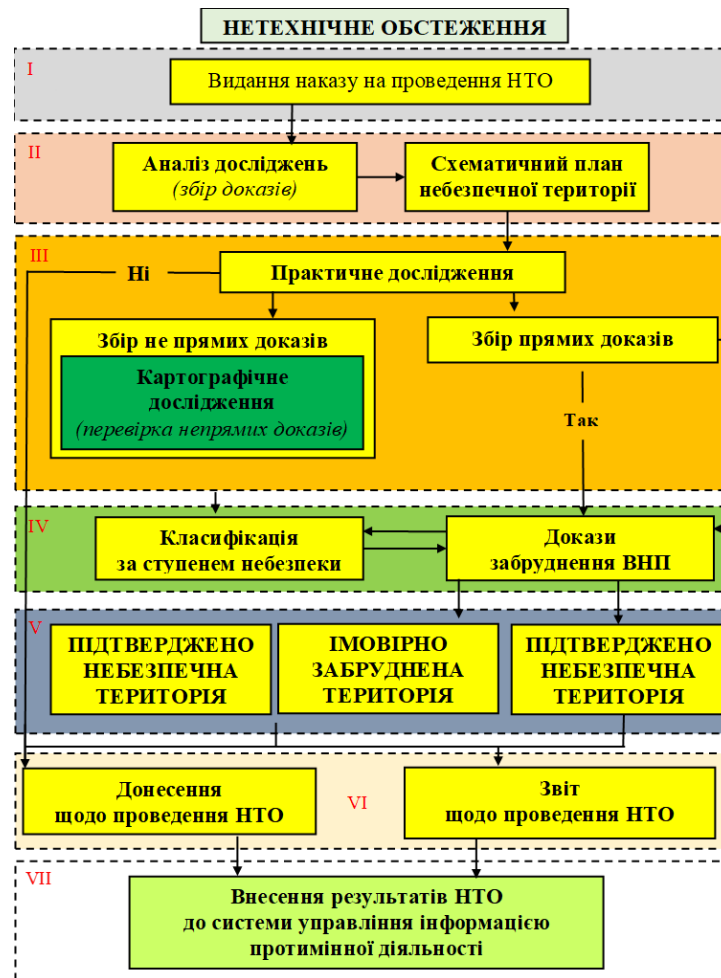 НЕТЕХНІЧНЕ ОБСТЕЖЕННЯ
I
Видання наказу на проведення НТО
II
Аналіз досліджень
(збір доказів)
Схематичний план
небезпечної території
III
Ні
Практичне дослідження
Збір не прямих доказів
Картографічне
дослідження
(перевірка непрямих доказів)
Збір прямих доказів
Так
IV
Класифікація
за ступенем небезпеки
Докази
забруднення ВНП
V
ПІДТВЕРДЖЕНО
НЕБЕЗПЕЧНА
ТЕРИТОРІЯ
ІМОВІРНО
ЗАБРУДНЕНА
ТЕРИТОРІЯ
ПІДТВЕРДЖЕНО
НЕБЕЗПЕЧНА
ТЕРИТОРІЯ
Донесення
щодо проведення НТО
VI
Звіт
щодо проведення НТО
VII
Внесення результатів НТО
до системи управління інформацією
протимінної діяльності